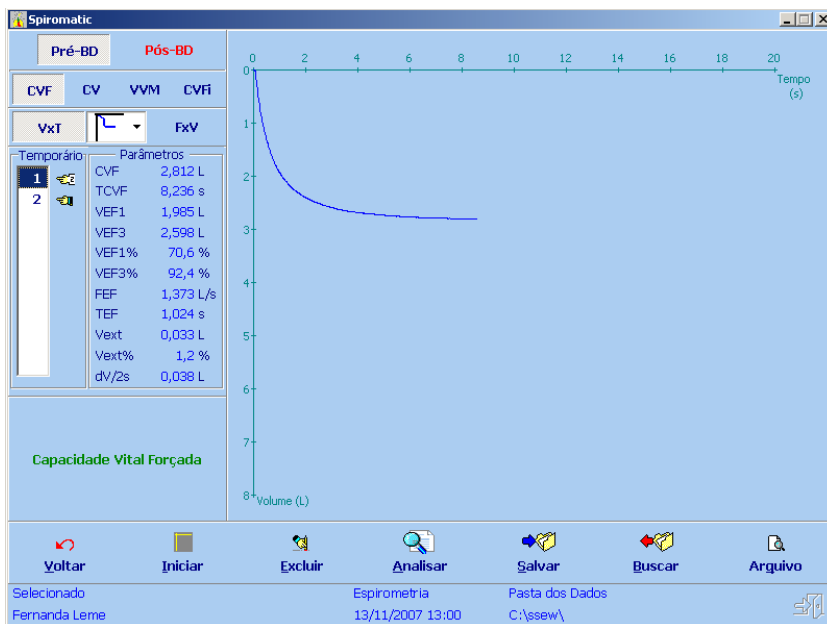 Spiromatic
Pré-BD Pós-BD
CVF CV VVM CVFi
VxT FxV
Temporário
1
2
Parâmetros
CVF 2,812 L
TCVF 8,236 s
VEF1 1,985 L
VEF3 2,598 L
VEF1% 70,6 %
VEF3% 92,4 %
FEF 1,373 L/s
TEF 1,024 s
Vext 0,033 L
Vext% 1,2 %
dV/2s 0,038 L
Capacidade Vital Forçada
0 2 4 6 8 10 12 14 16 18 20
Tempo
(s)
0
1
2
3
4
5
6
7
8
Volume (L)
Voltar Iniciar Excluir Analisar Salvar Buscar Arquivo
Selecionado Espirometria Pasta dos Dados
Fernanda Leme 13/11/2007 13:00 C:\ssew\